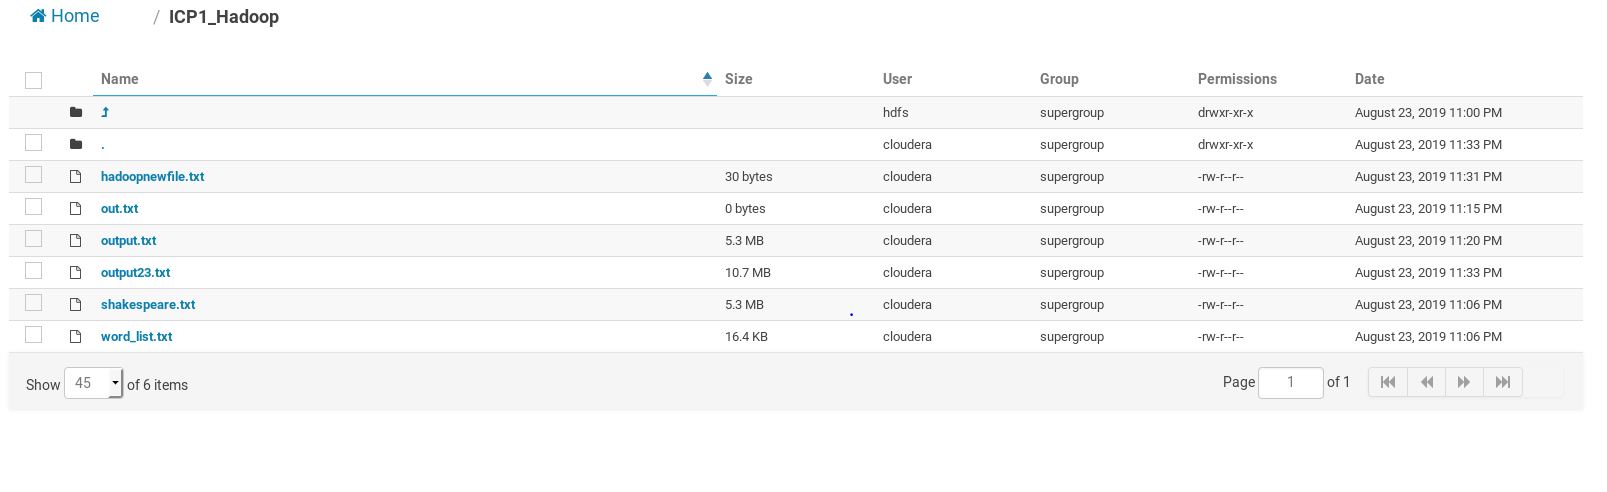 Home / ICP1_Hadoop
Name Size User Group Permissions Date
hdfs supergroup drwxr-xr-x August 23, 2019 11:00 PM
. cloudera supergroup drwxr-xr-x August 23, 2019 11:33 PM
hadoopnewfile.txt 30 bytes cloudera supergroup -rw-r--r-- August 23, 2019 11:31 PM
out.txt 0 bytes cloudera supergroup -rw-r--r-- August 23, 2019 11:15 PM
output.txt 5.3 MB cloudera supergroup -rw-r--r-- August 23, 2019 11:20 PM
output23.txt 10.7 MB cloudera supergroup -rw-r--r-- August 23, 2019 11:33 PM
shakespeare.txt 5.3 MB cloudera supergroup -rw-r--r-- August 23, 2019 11:06 PM
word_list.txt 16.4 KB cloudera supergroup -rw-r--r-- August 23, 2019 11:06 PM
Show 45 of 6 items Page 1 of 1